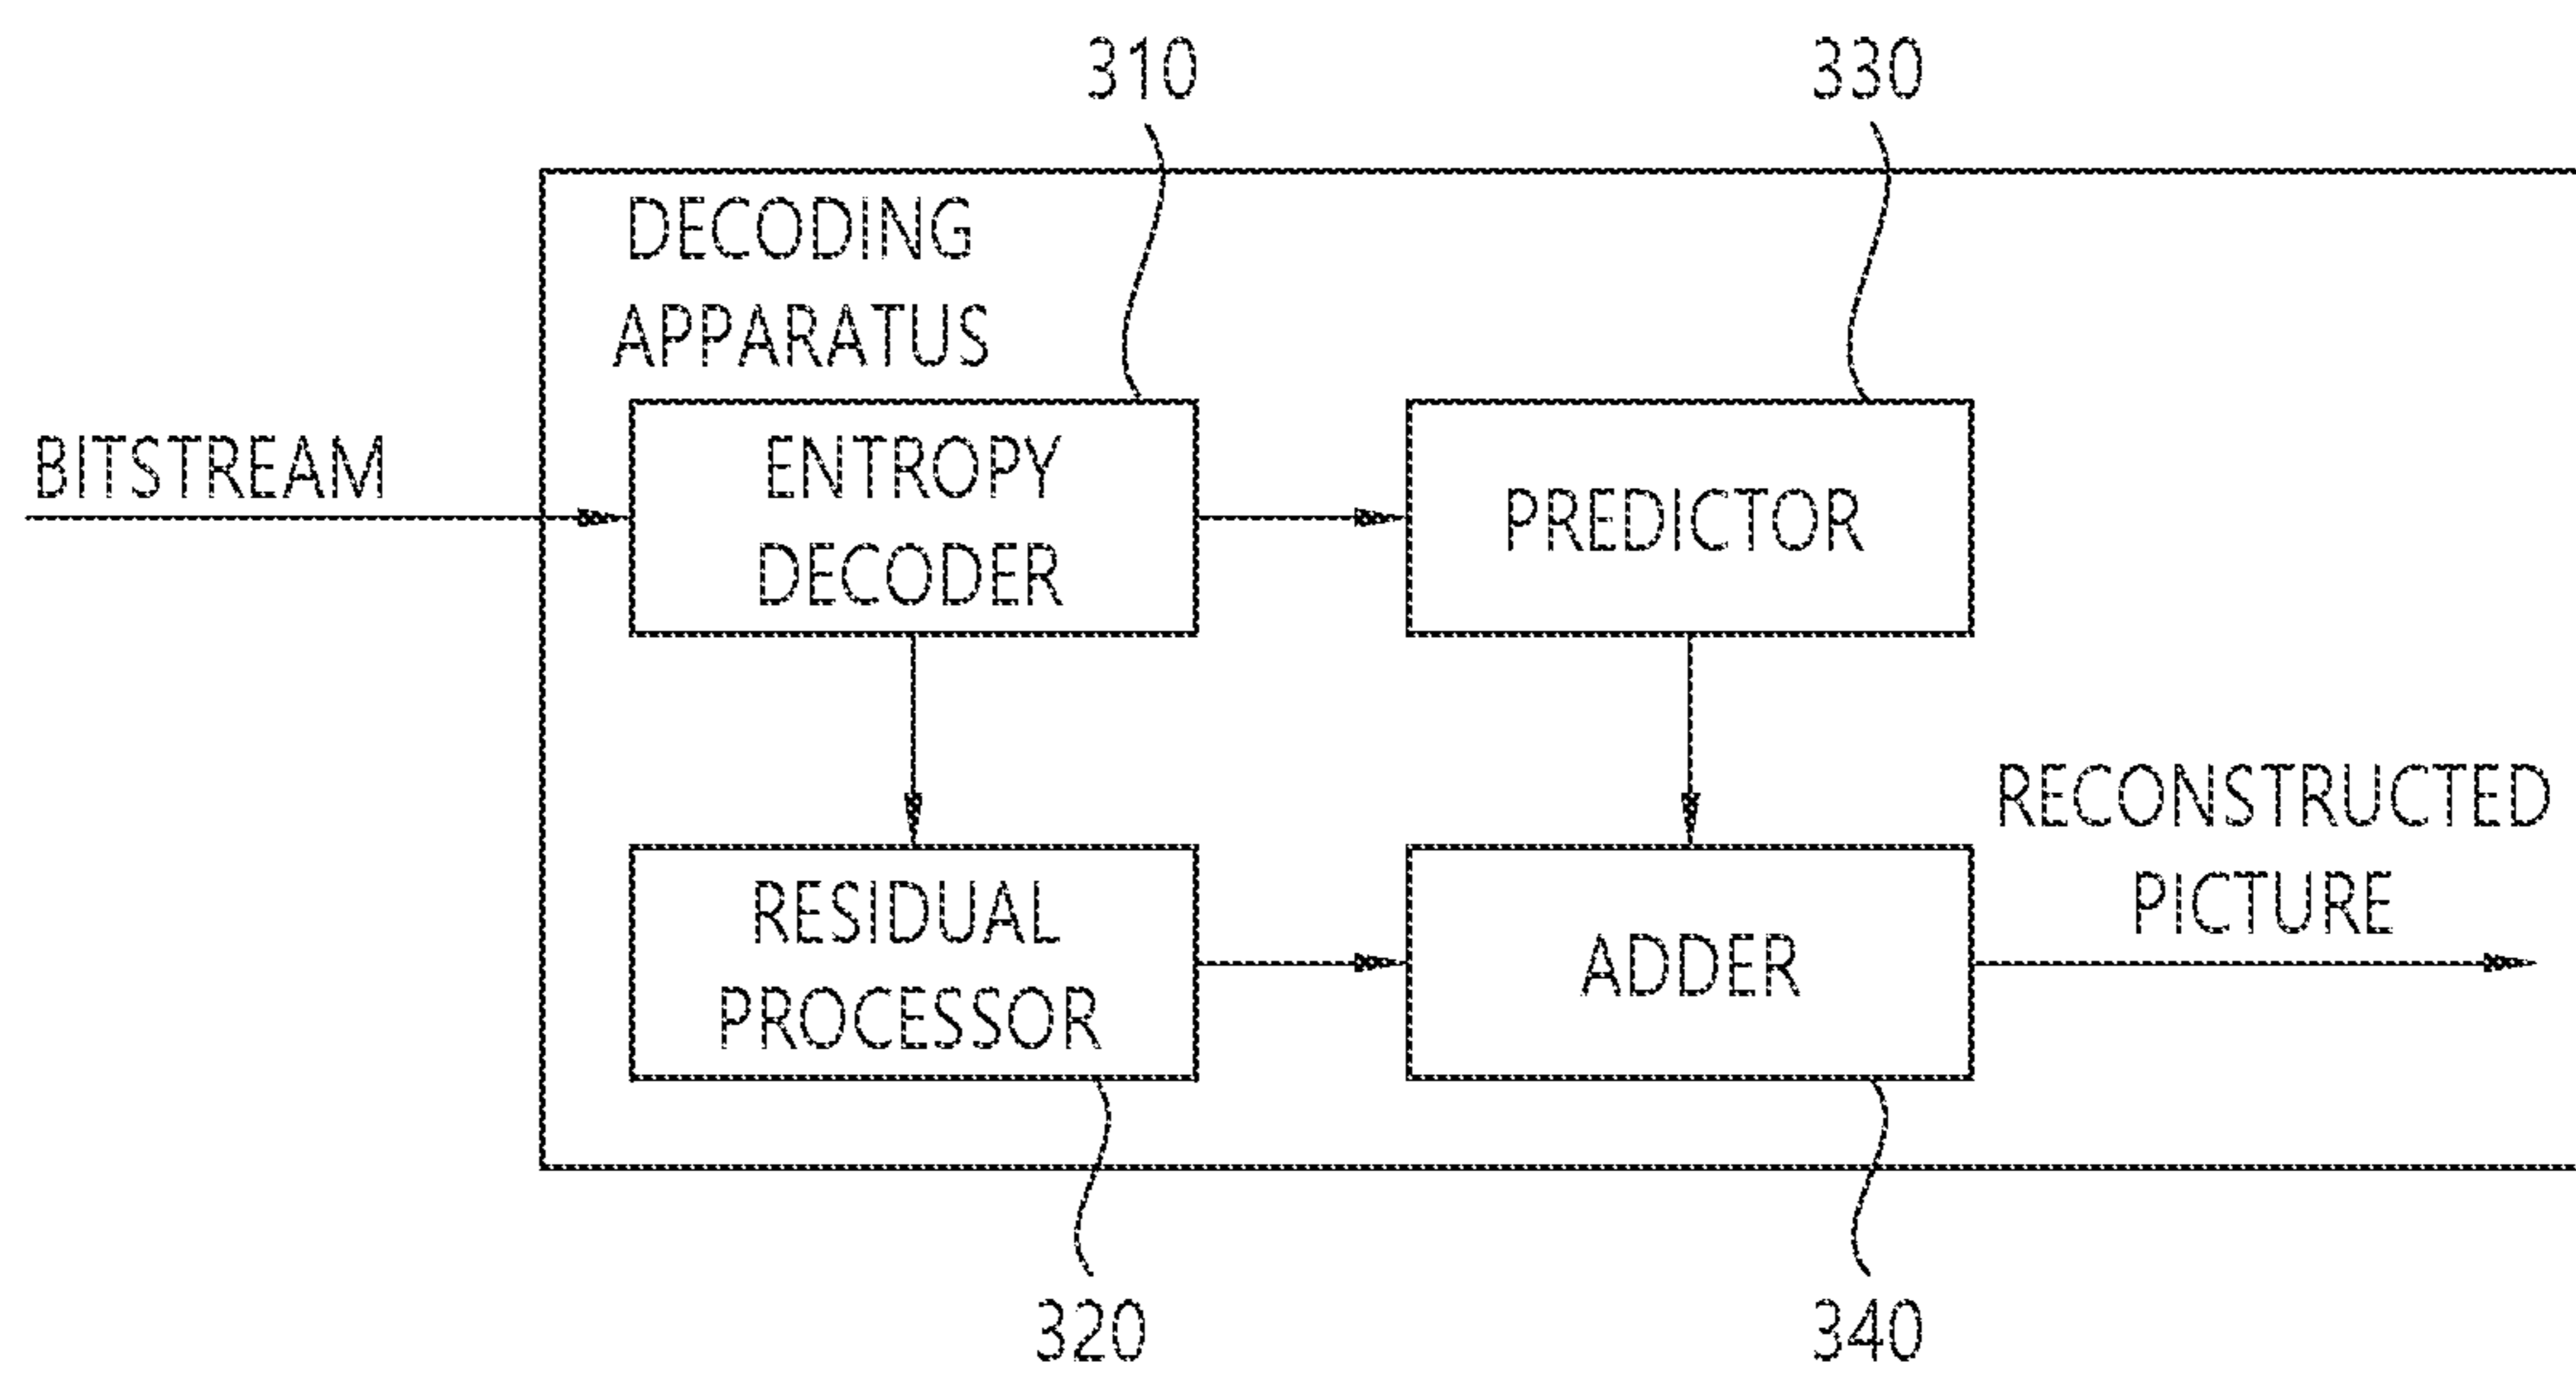 310
330
DECODING
APPARATUS
BITSTREAM
ENTROPY
DECODER
PREDICTOR
RECONSTRUCTED
PICTURE
RESIDUAL
PROCESSOR
ADDER
320
340